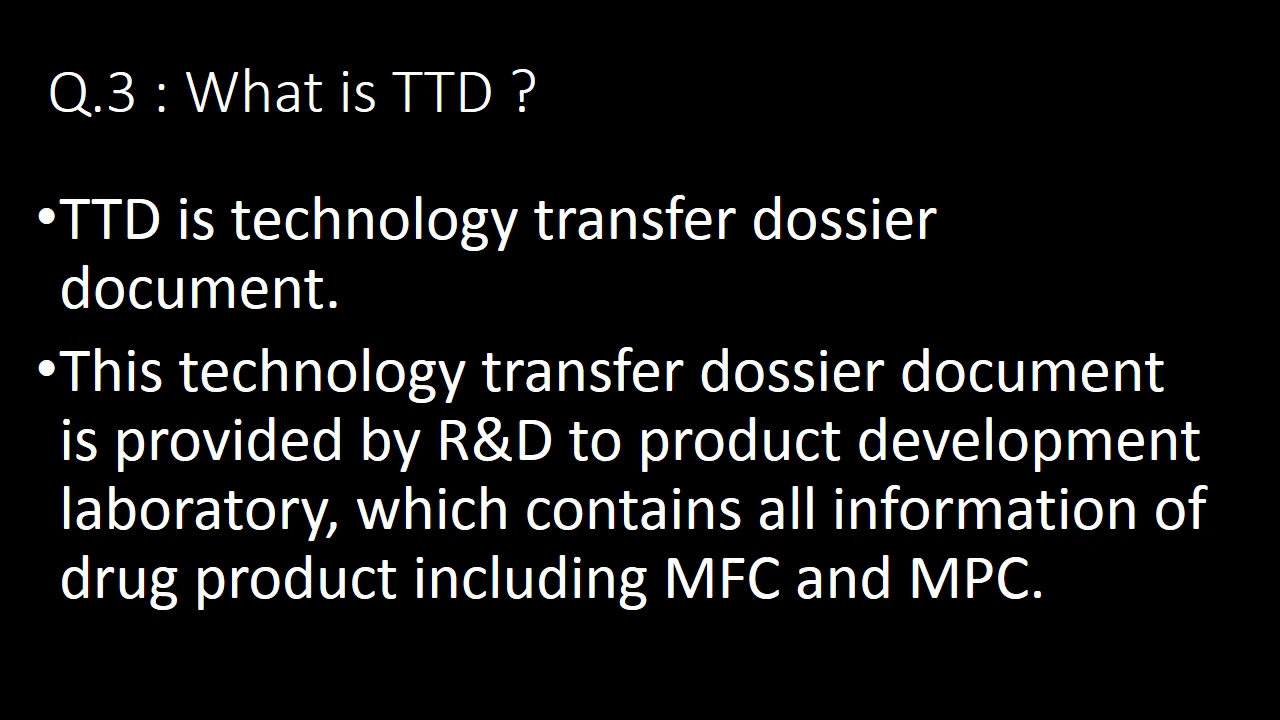 Q.3 : What is TTD ?
•TTD is technology transfer dossier
document.
•This technology transfer dossier document
is provided by R&D to product development
laboratory, which contains all information of
drug product including MFC and MPC.